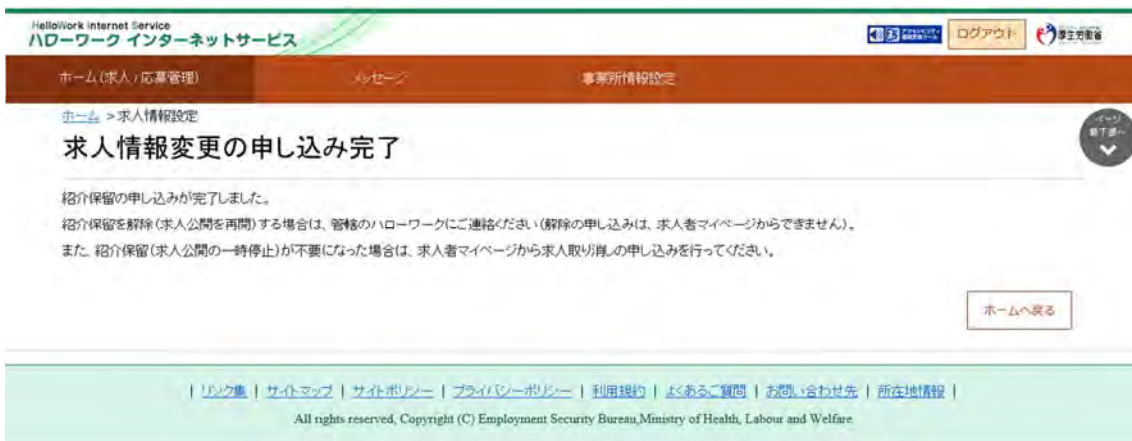 HelloWork Internet Service
ハローワーク インターネットサービス
ログアウト
厚生労働省
ホーム(求人/応募管理)
メッセージ
事業所情報設定
ホーム >求人情報設定
ページ
最下部へ
求人情報変更の申し込み完了
紹介保留の申し込みが完了しました。
紹介保留を解除(求人公開を再開)する場合は、管轄のハローワークにご連絡ください(解除の申し込みは、求人者マイページからできません)。
また、紹介保留(求人公開の一時停止)が不要になった場合は、求人者マイページから求人取り消しの申し込みを行ってください。
ホームへ戻る
| リンク集 | サイトマップ | サイトポリシー | プライバシーポリシー | 利用規約 | よくあるご質問 | お問い合わせ先 | 所在地情報 |
All rights reserved, Copyright (C) Employment Security Bureau,Ministry of Health, Labour and Welfare